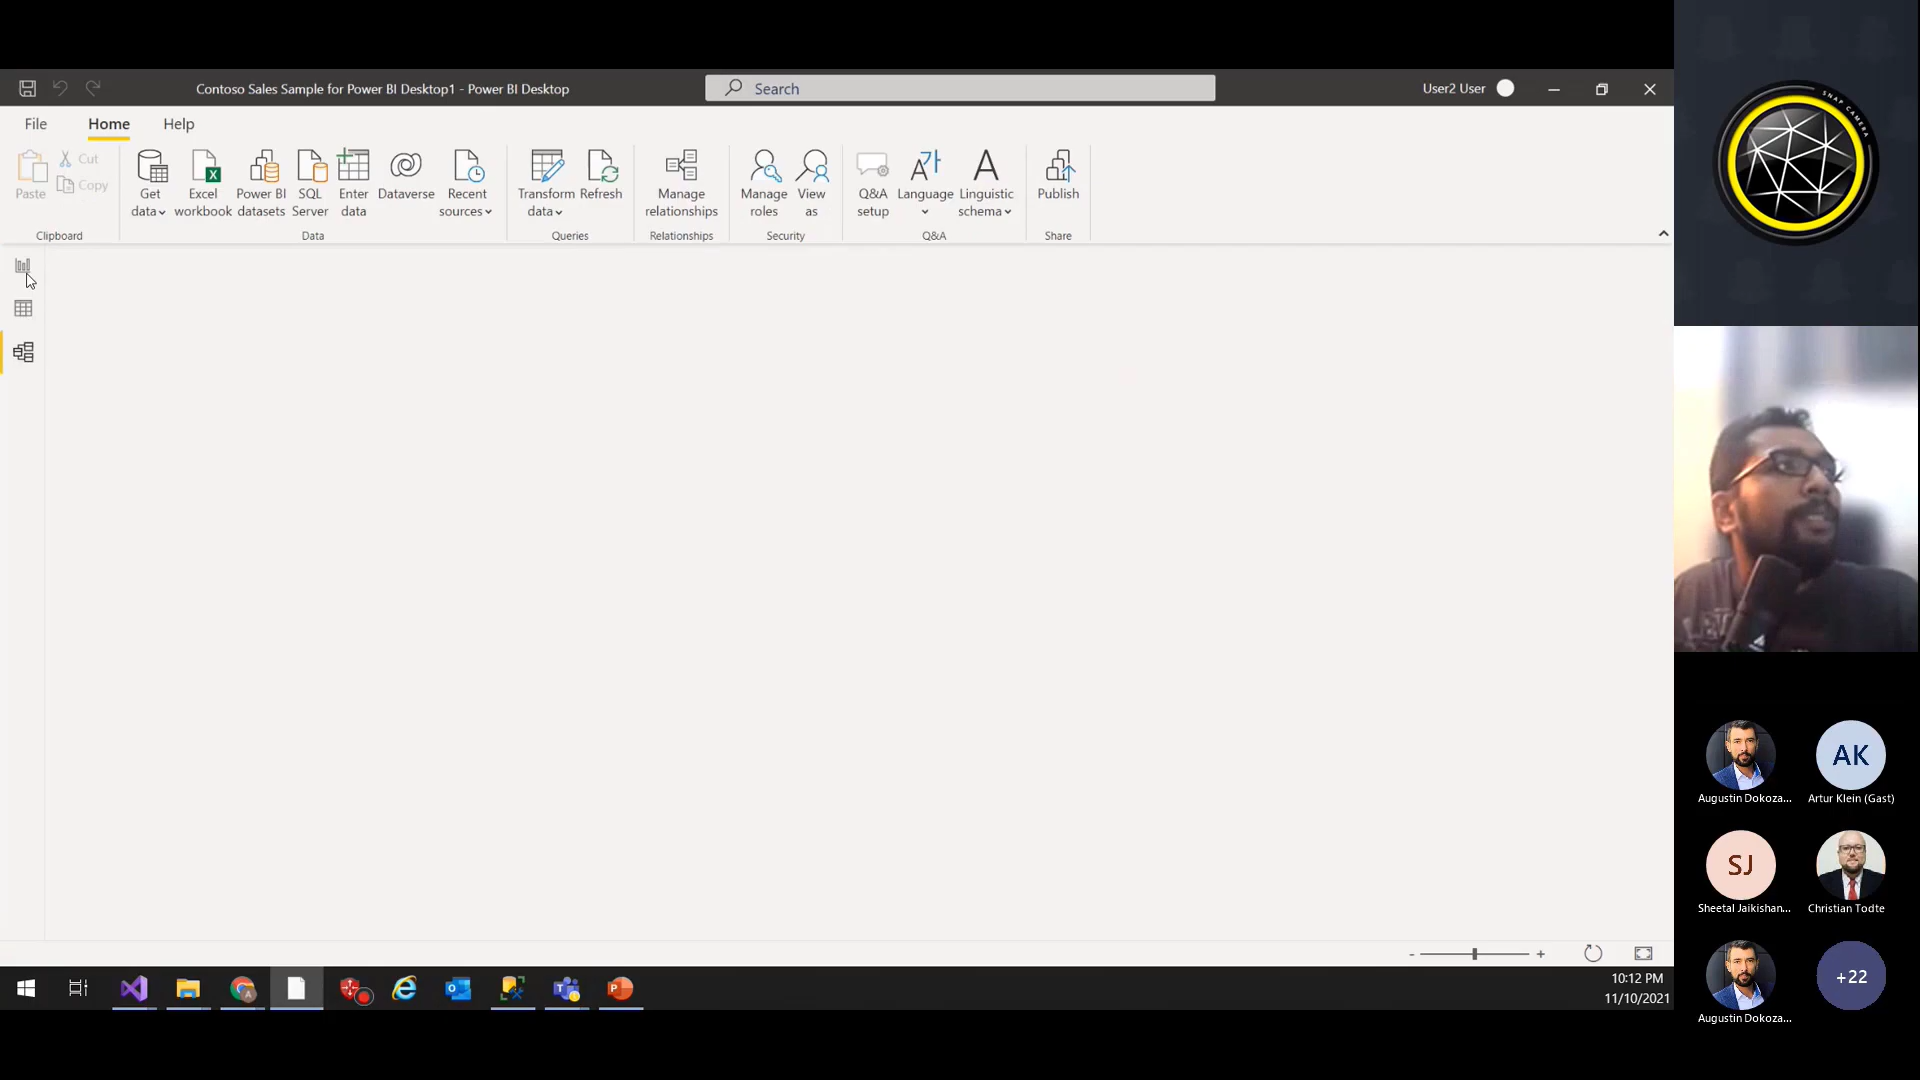 Contoso Sales Sample for Power BI Desktop1 - Power BI Desktop
Search
User2 User
File
Home
Help
Paste
Cut
Copy
Clipboard
Get
data
Excel
workbook
Power BI
datasets
SQL
Server
Enter
data
Dataverse
Recent
sources
Data
Transform
data
Refresh
Queries
Manage
relationships
Relationships
Manage
roles
View
as
Security
Q&A
setup
Language
Linguistic
schema
Q&A
Publish
Share
SNAP CAMERA
AK
Augustin Dokoza...
Artur Klein (Gast)
SJ
Sheetal Jaikishan...
Christian Todte
+22
Augustin Dokoza...
- +
10:12 PM
11/10/2021